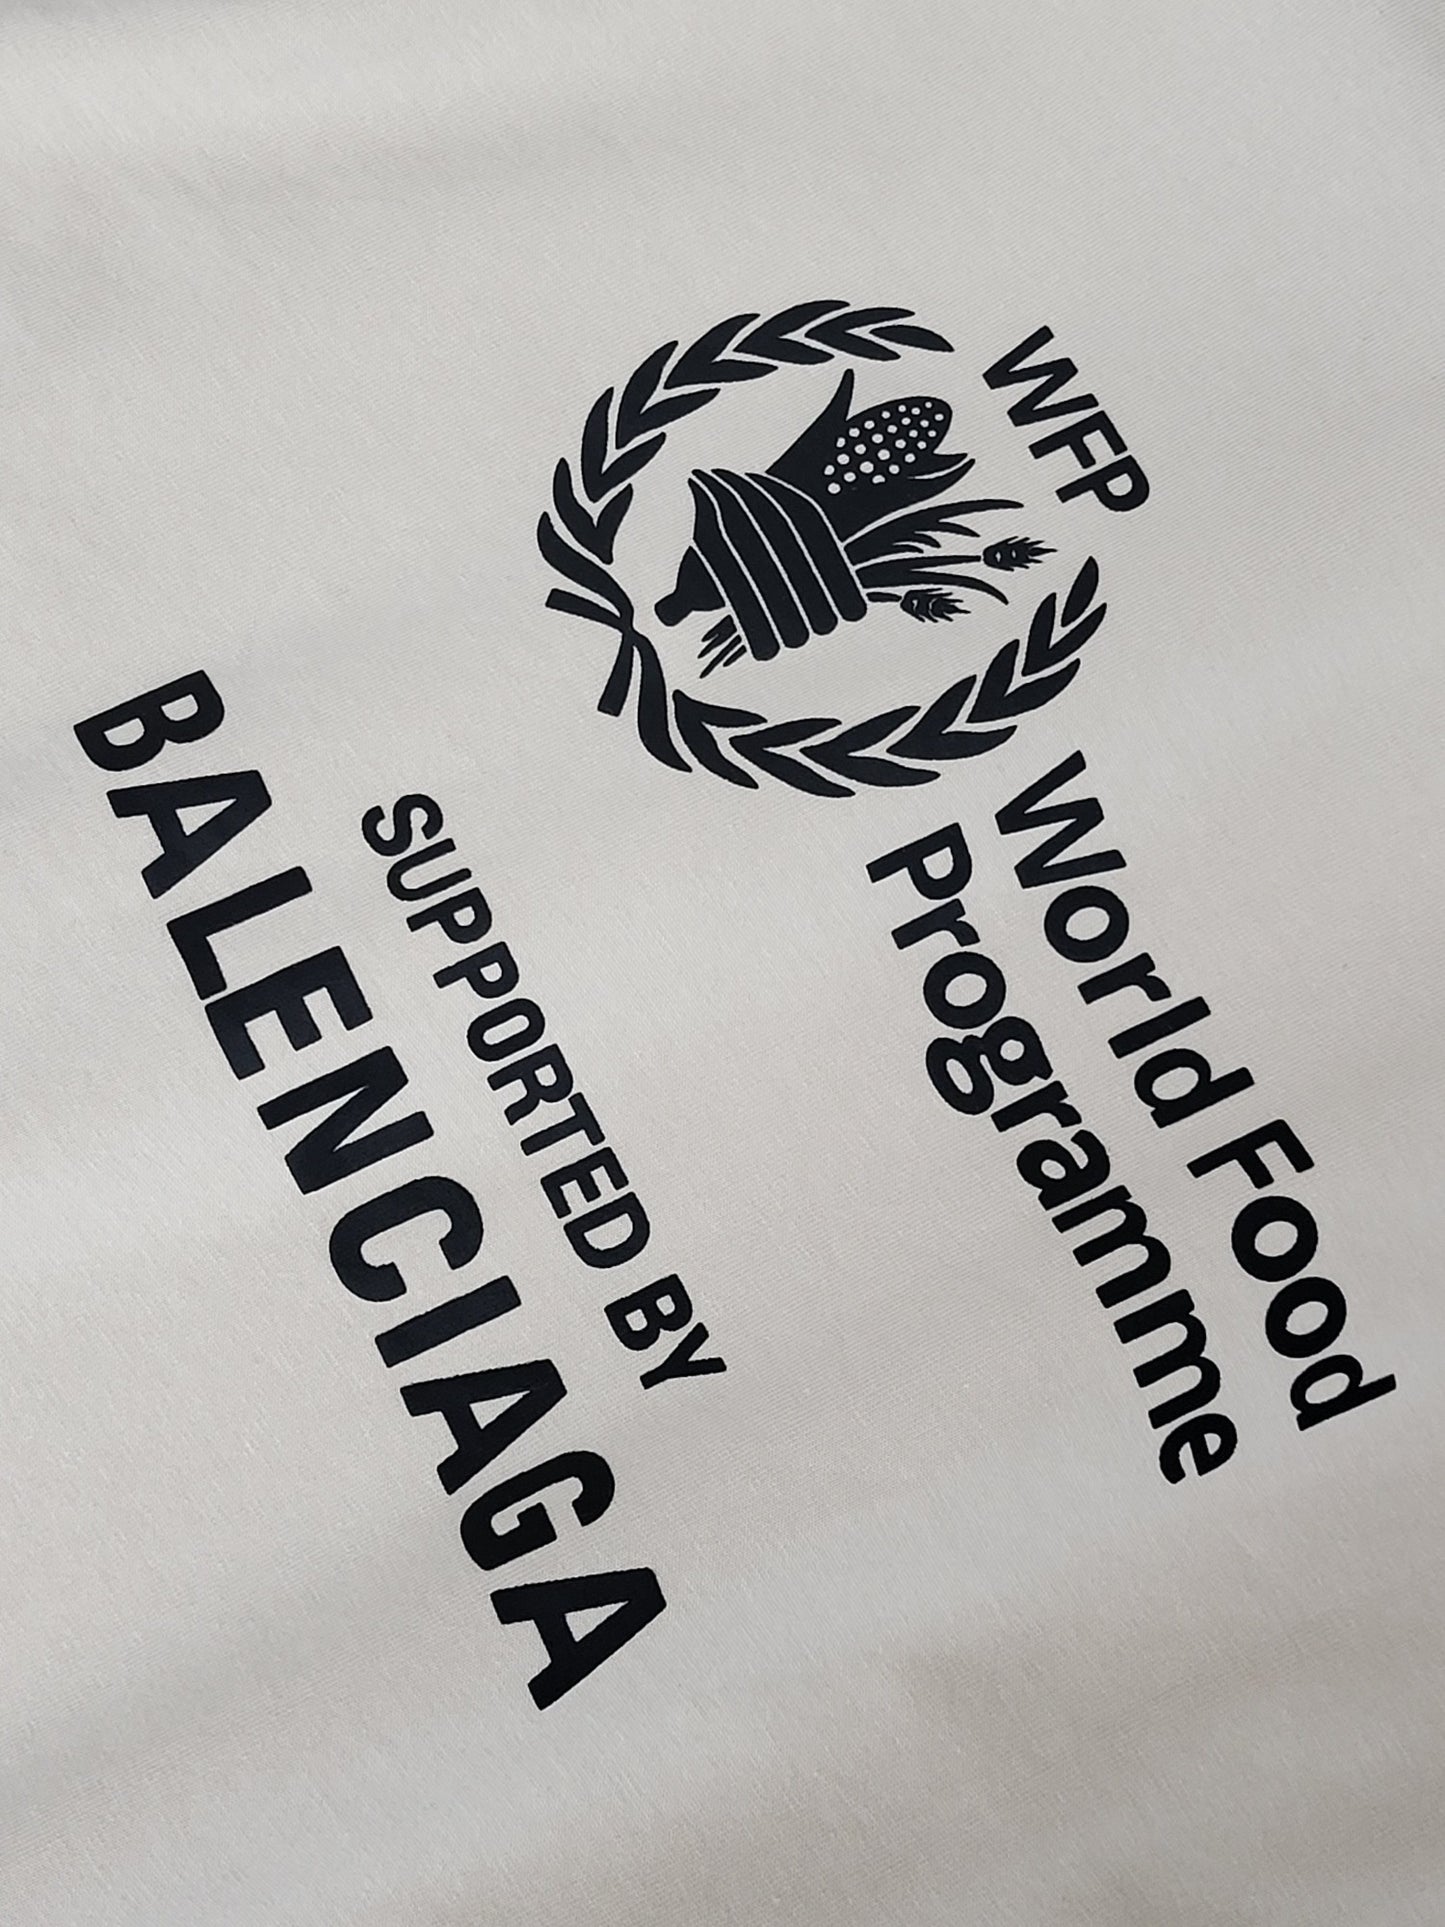 WFP
World Food
Programme
SUPPORTED BY
BALENCIAGA